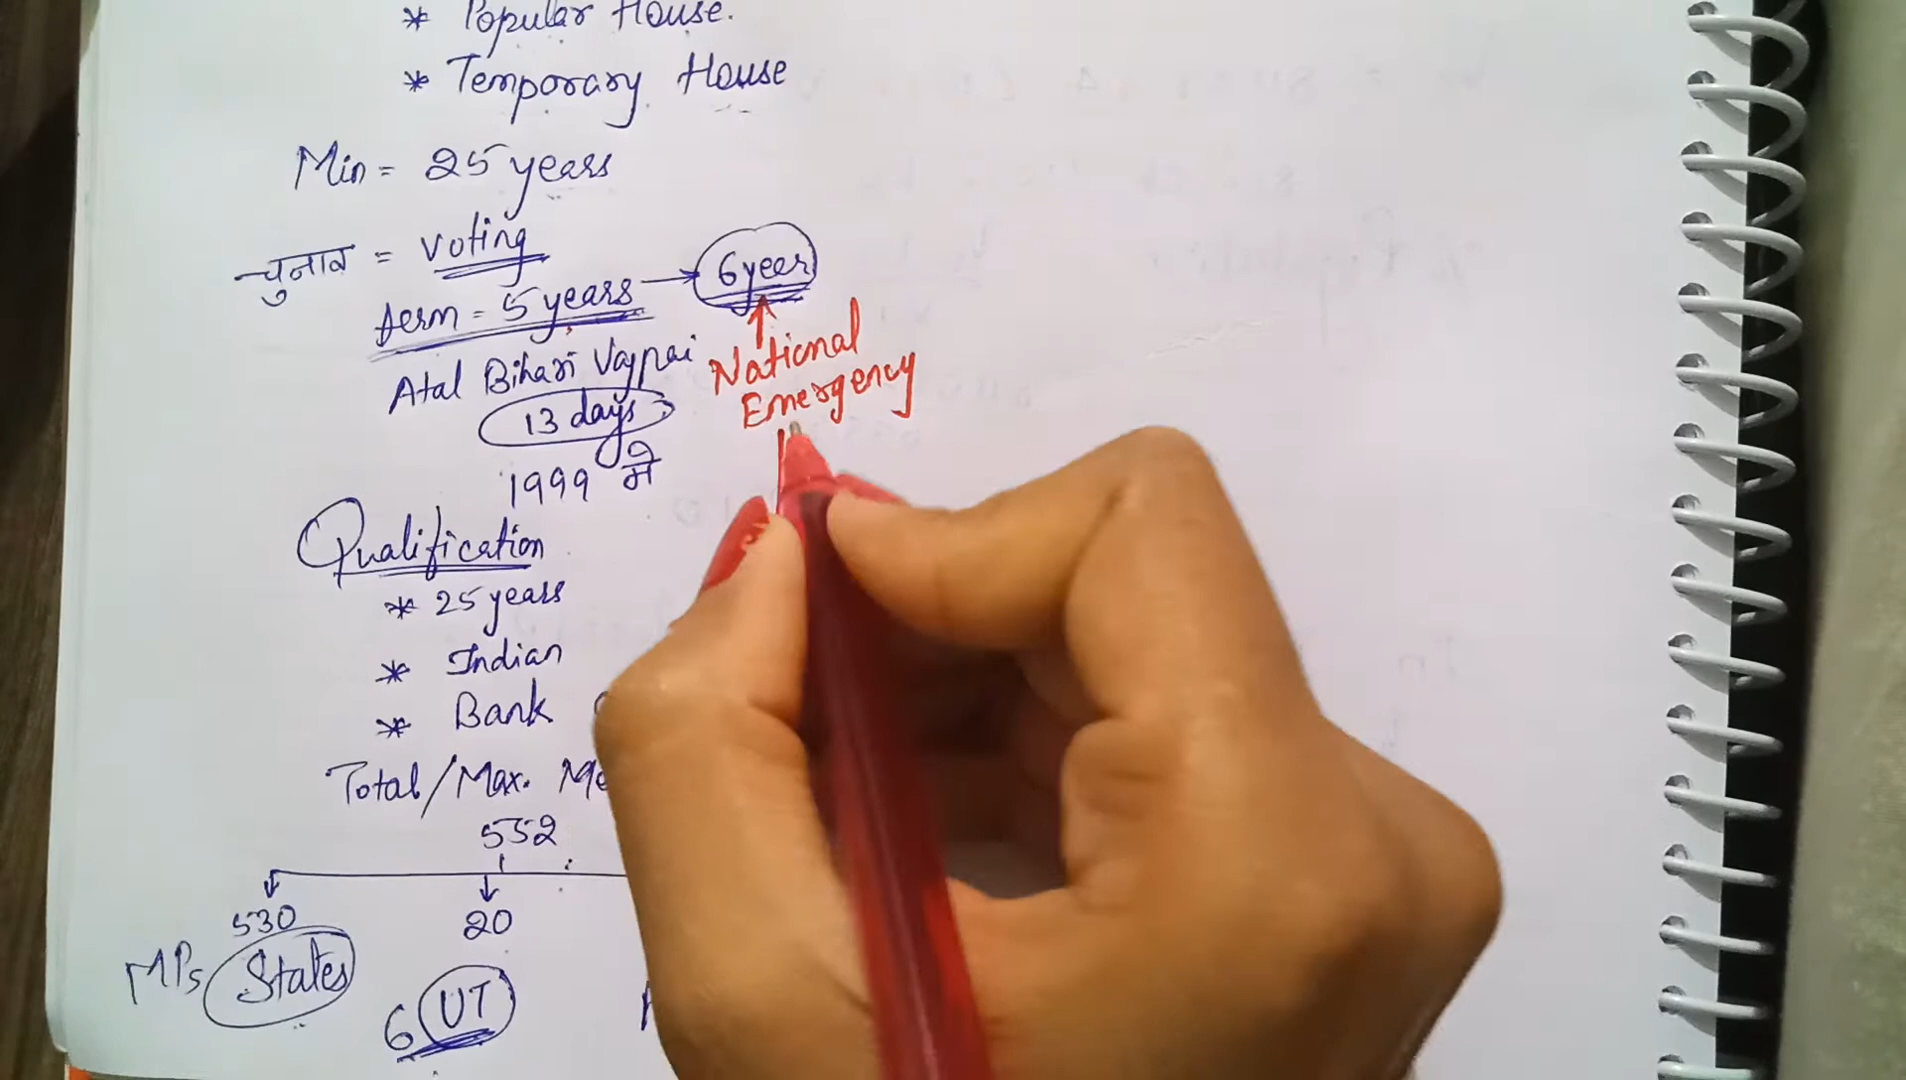 * Popular House.
* Temporary House
Min = 25 years
चुनाव = voting
term = 5 years → 6 year
Atal Bihari Vajpai
National
Emergency
13 days
1999 में
Qualification
* 25 years
* Indian
* Bank
Total/Max. Me
552
530 20
MPs States
6 UT